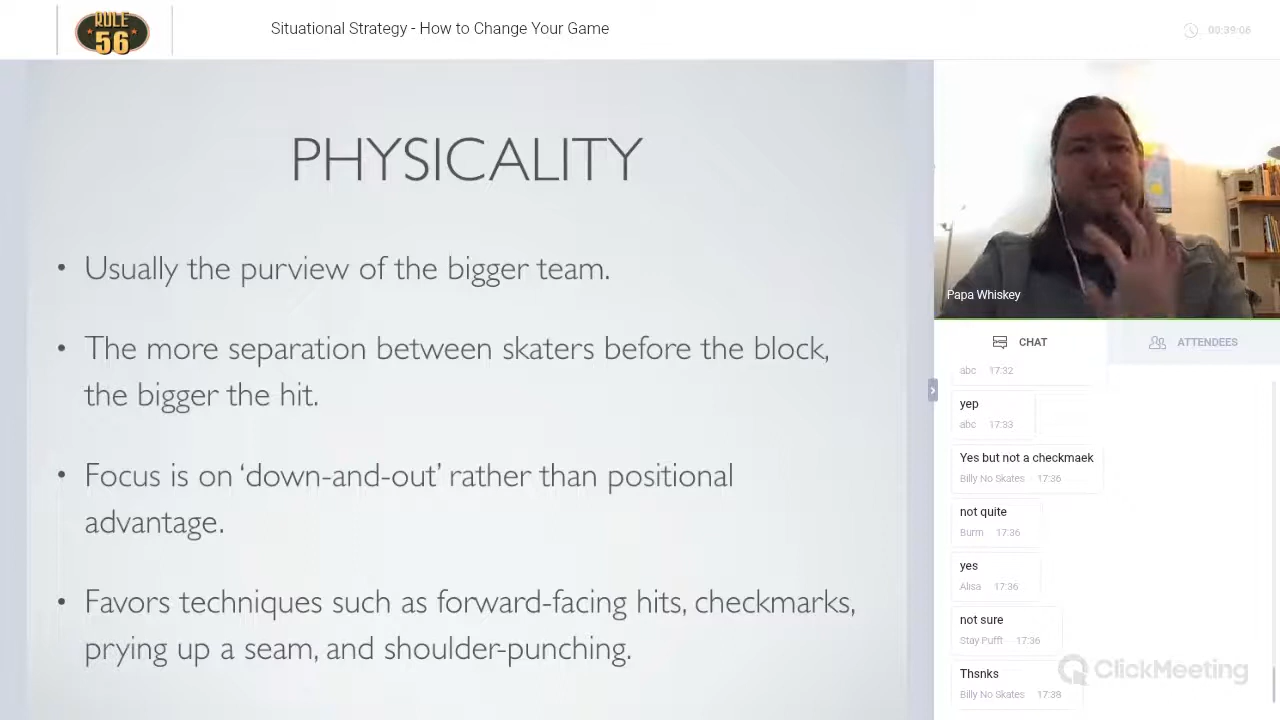 RULE
56
Situational Strategy - How to Change Your Game
00:39:06
PHYSICALITY
• Usually the purview of the bigger team.
• The more separation between skaters before the block,
the bigger the hit.
• Focus is on ‘down-and-out’ rather than positional
advantage.
• Favors techniques such as forward-facing hits, checkmarks,
prying up a seam, and shoulder-punching.
Papa Whiskey
CHAT
ATTENDEES
abc 17:32
yep
abc 17:33
Yes but not a checkmaek
Billy No Skates 17:36
not quite
Burm 17:36
yes
Alisa 17:36
not sure
Stay Pufft 17:36
Thsnks
Billy No Skates 17:38
ClickMeeting